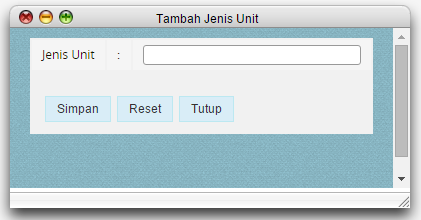 Tambah Jenis Unit
Jenis Unit :
Simpan Reset Tutup